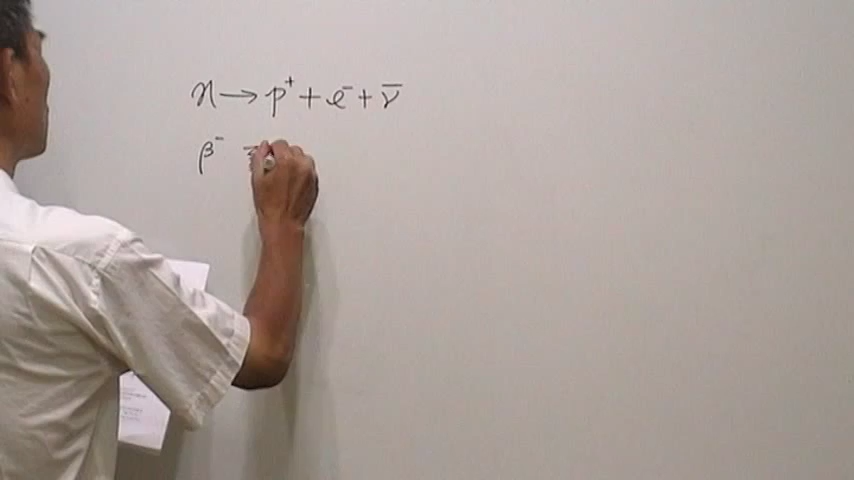 n → p⁺ + e⁻ + ν̄
β⁻